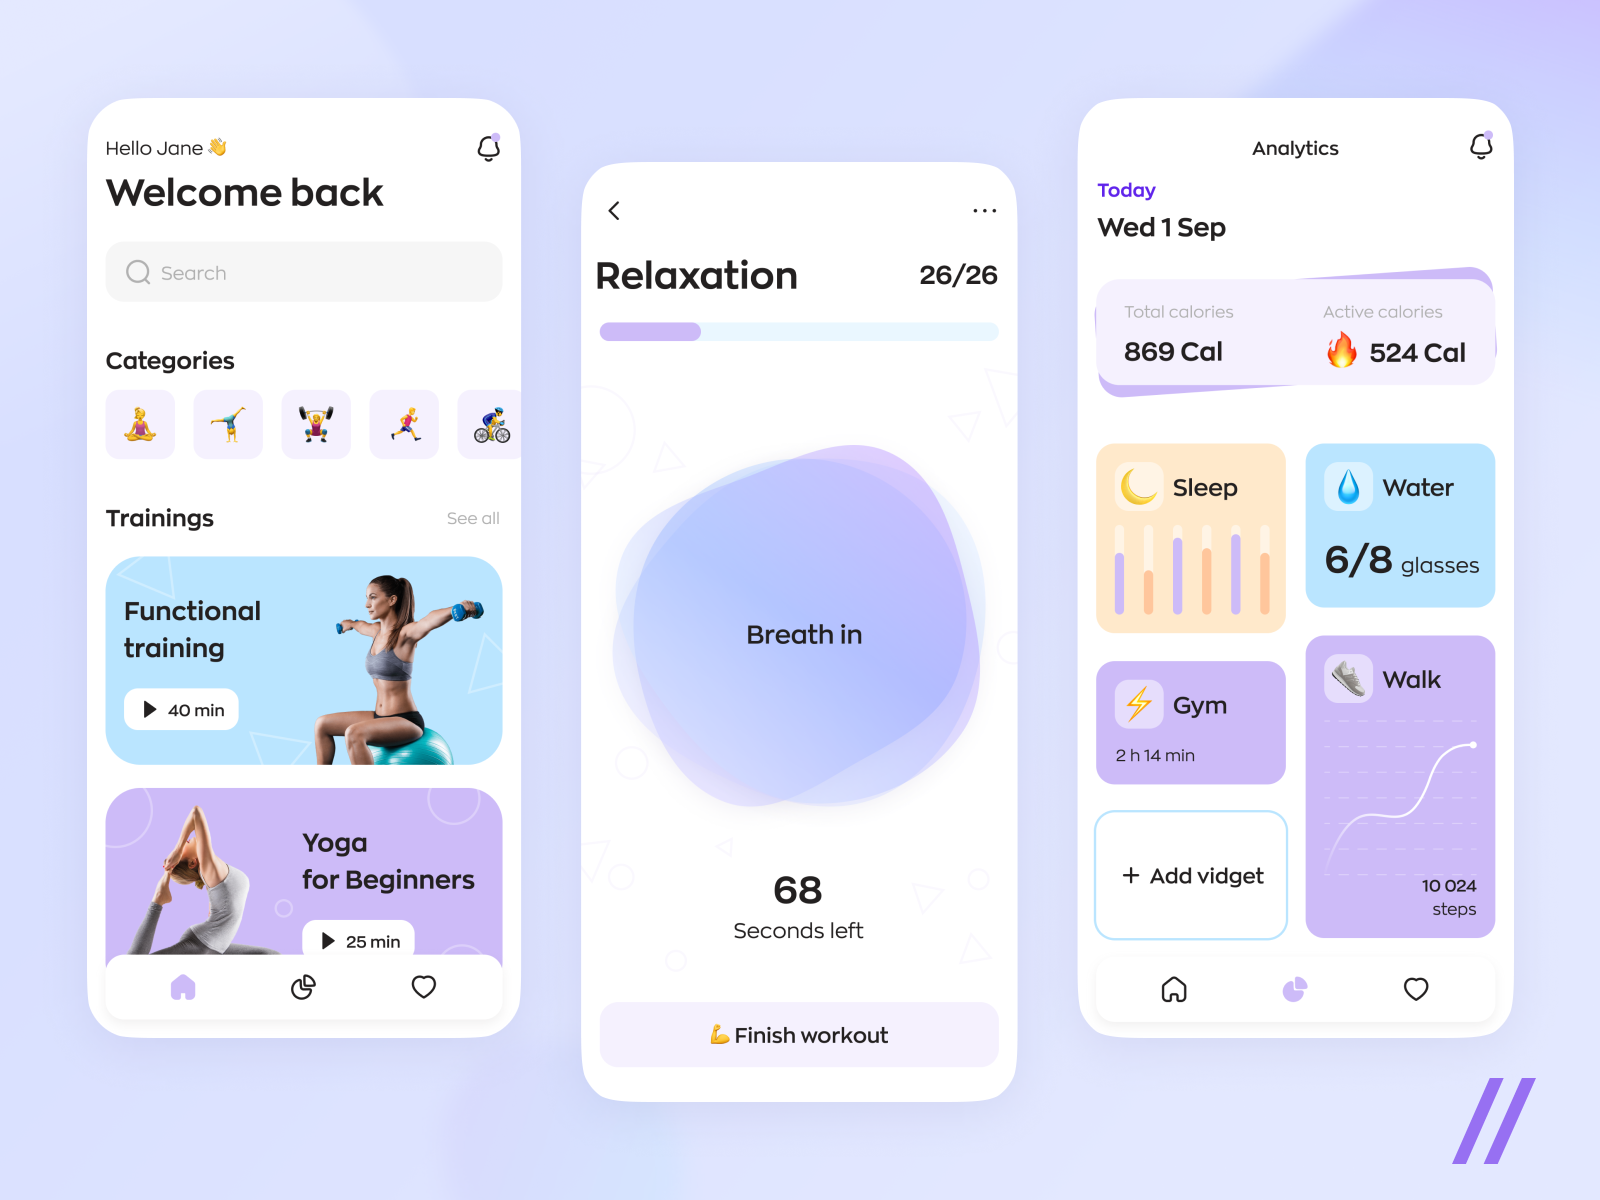 Hello Jane 👋
Welcome back
Search
Categories
Trainings
See all
Functional
training
40 min
Yoga
for Beginners
25 min
Relaxation
26/26
Breath in
68
Seconds left
💪 Finish workout
Analytics
Today
Wed 1 Sep
Total calories
869 Cal
Active calories
🔥 524 Cal
Sleep
Water
6/8 glasses
Gym
2 h 14 min
Walk
10 024
steps
+ Add vidget